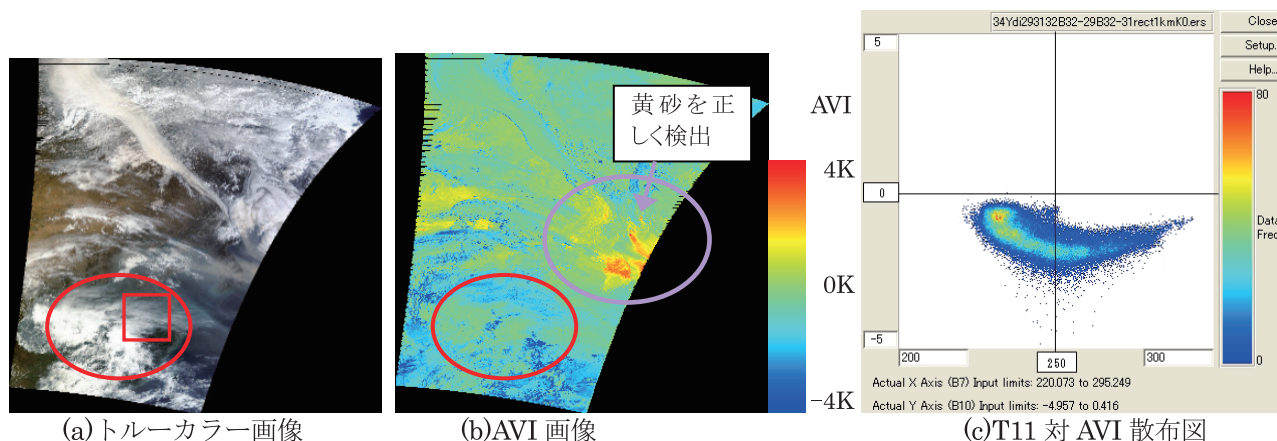 黄砂を正
しく検出
AVI
4K
0K
-4K
34Ydi293132B32-29B32-31rect1kmK0.ers
Close
Setup..
Help...
5
0
-5
200
250
300
80
Data
Freq
0
Actual X Axis (B7) Input limits: 220.073 to 295.249
Actual Y Axis (B10) Input limits: -4.957 to 0.416
(a)トルーカラー画像
(b)AVI 画像
(c)T11 対 AVI 散布図